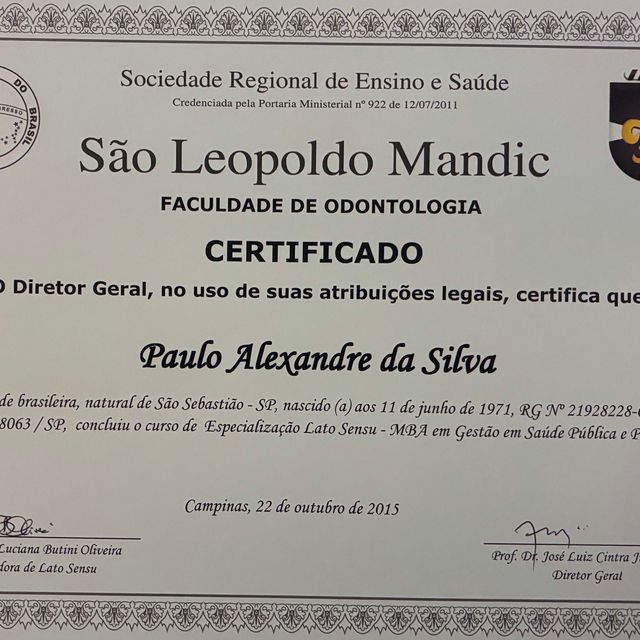 DO BRASIL
RESSO
Sociedade Regional de Ensino e Saúde
Credenciada pela Portaria Ministerial nº 922 de 12/07/2011
São Leopoldo Mandic
FACULDADE DE ODONTOLOGIA
CERTIFICADO
O Diretor Geral, no uso de suas atribuições legais, certifica que
Paulo Alexandre da Silva
de brasileira, natural de São Sebastião - SP, nascido (a) aos 11 de junho de 1971, RG Nº 21928228-
8063 / SP, concluiu o curso de Especialização Lato Sensu - MBA em Gestão em Saúde Pública e P
Campinas, 22 de outubro de 2015
Luciana Butini Oliveira
dora de Lato Sensu
Prof. Dr. José Luiz Cintra J
Diretor Geral